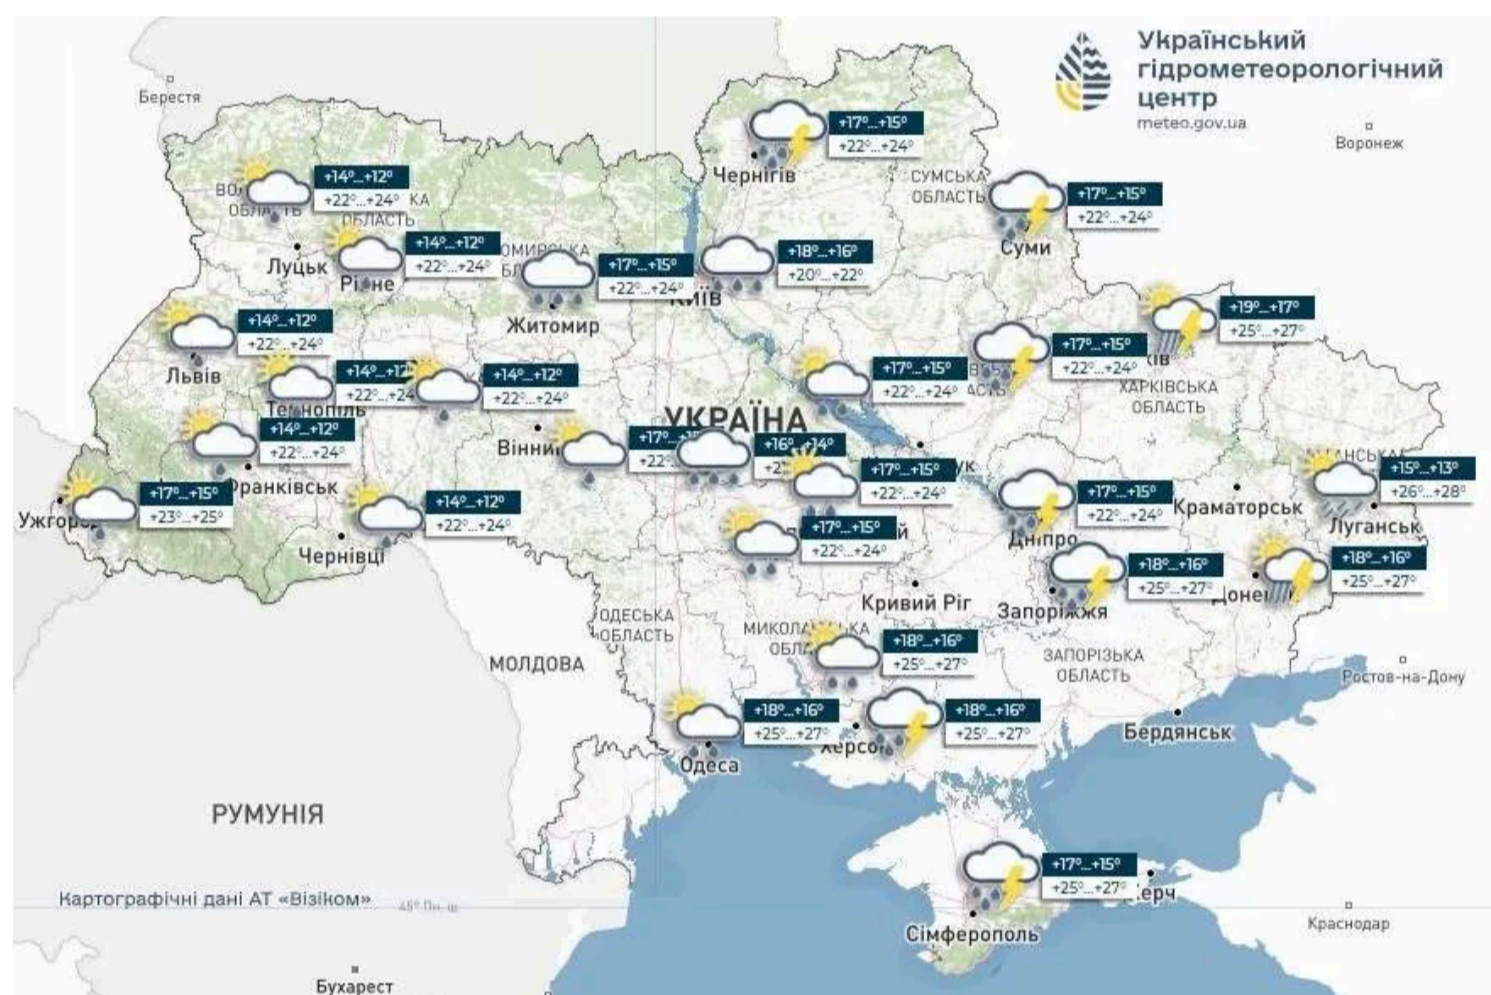 Український
гідрометеорологічний
центр
meteo.gov.ua
Берестя
Воронеж
+17°...+15°
+22°...+24°
Чернігів
СУМСЬКА
ОБЛАСТЬ
+14°...+12°
+22°...+24°
ОБЛАСТЬ
+17°...+15°
+22°...+24°
Суми
Луцьк
+14°...+12°
+22°...+24°
+17°...+15°
+22°...+24°
+18°...+16°
+20°...+22°
Житомир
+19°...+17°
+25°...+27°
+14°...+12°
+22°...+24°
Львів
+17°...+15°
+22°...+24°
ХАРКІВСЬКА
ОБЛАСТЬ
+14°...+12°
+22°...+24°
+17°...+15°
+22°...+24°
Тернопіль
УКРАЇНА
+14°...+12°
+22°...+24°
+16°...+14°
+17°...+15°
+22°...+24°
+15°...+13°
+26°...+28°
Луганськ
Краматорськ
+17°...+15°
+23°...+25°
+14°...+12°
+22°...+24°
Чернівці
+17°...+15°
+22°...+24°
Дніпро
+17°...+15°
+22°...+24°
+18°...+16°
+25°...+27°
Запоріжжя
+18°...+16°
+25°...+27°
Кривий Ріг
ОДЕСЬКА
ОБЛАСТЬ
МОЛДОВА
+18°...+16°
+25°...+27°
ЗАПОРІЗЬКА
ОБЛАСТЬ
Ростов-на-Дону
+18°...+16°
+25°...+27°
Одеса
+18°...+16°
+25°...+27°
Бердянськ
РУМУНІЯ
+17°...+15°
+25°...+27°
Картографічні дані АТ «Візіком»
45° Пн. ш
Сімферополь
Краснодар
Бухарест